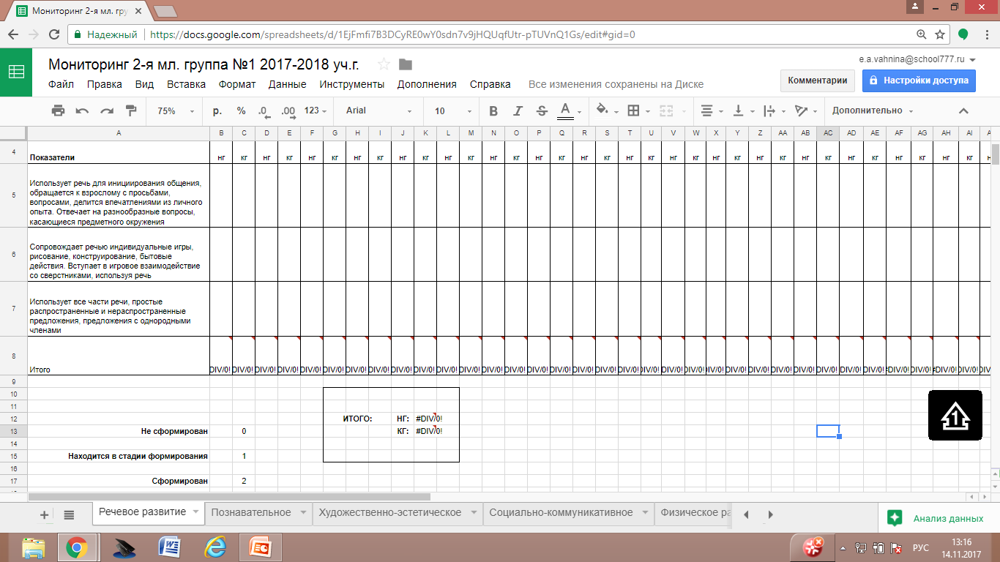 Мониторинг 2-я мл. гру
Надежный https://docs.google.com/spreadsheets/d/1EjFmfi7B3DCyRE0wY0sdn7v9jHQUqfUtr-pTUVnQ1Gs/edit#gid=0
Мониторинг 2-я мл. группа №1 2017-2018 уч.г.
e.a.vahnina@school777.ru
Файл Правка Вид Вставка Формат Данные Инструменты Дополнения Справка Все изменения сохранены на Диске
Комментарии Настройки доступа
75% р. % .0 .00 123 Arial 10 B I S A Дополнительно
A B C D E F G H I J K L M N O P Q R S T U V W X Y Z AA AB AC AD AE AF AG AH AI A
4 Показатели нг кг нг кг нг кг нг кг нг кг нг кг нг кг нг кг нг кг нг кг нг кг нг кг нг кг нг кг нг кг нг кг нг кг н
5
Использует речь для инициирования общения,
обращается к взрослому с просьбами,
вопросами, делится впечатлениями из личного
опыта. Отвечает на разнообразные вопросы,
касающиеся предметного окружения
6
Сопровождает речью индивидуальные игры,
рисование, конструирование, бытовые
действия. Вступает в игровое взаимодействие
со сверстниками, используя речь
7
Использует все части речи, простые
распространенные и нераспространенные
предложения, предложения с однородными
членами
8
Итого DIV/0! DIV/0! DIV/0! DIV/0! DIV/0! DIV/0! DIV/0! DIV/0! DIV/0! DIV/0! DIV/0! DIV/0! DIV/0! DIV/0! DIV/0! DIV/0! DIV/0! DIV/0! DIV/0! DIV/0! DIV/0! DIV/0! DIV/0! DIV/0! DIV/0! DIV/0! DIV/0! DIV/0! DIV/0! DIV/0! #DIV/0! DIV/0! #DIV/0! DIV/0! DIV
9
10
11
12 ИТОГО: НГ: #DIV/0!
13 Не сформирован 0 КГ: #DIV/0!
14
15 Находится в стадии формирования 1
16
17 Сформирован 2
1
Речевое развитие Познавательное Художественно-эстетическое Социально-коммуникативное Физическое ра
Анализ данных
РУС
13:16
14.11.2017